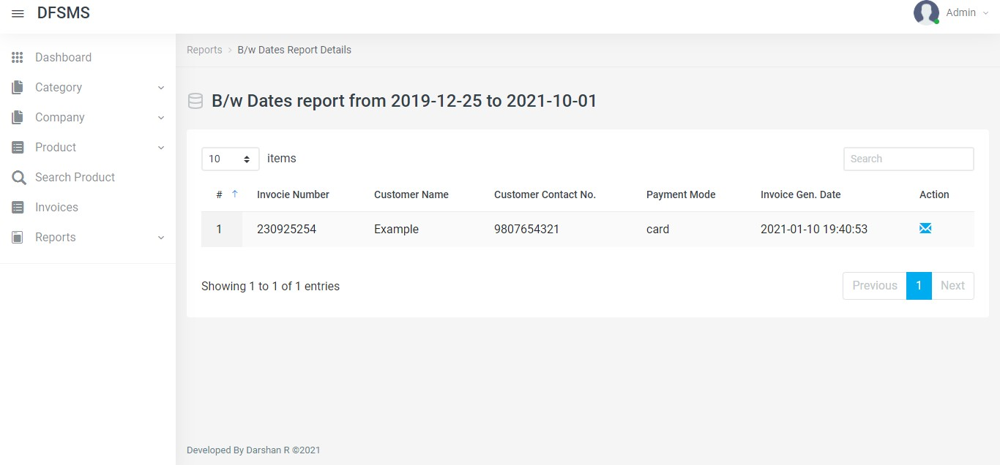 DFSMS
Admin
Dashboard
Category
Company
Product
Search Product
Invoices
Reports
Reports > B/w Dates Report Details
B/w Dates report from 2019-12-25 to 2021-10-01
10 items
Search
# Invocie Number Customer Name Customer Contact No. Payment Mode Invoice Gen. Date Action
1 230925254 Example 9807654321 card 2021-01-10 19:40:53
Showing 1 to 1 of 1 entries
Previous 1 Next
Developed By Darshan R ©2021